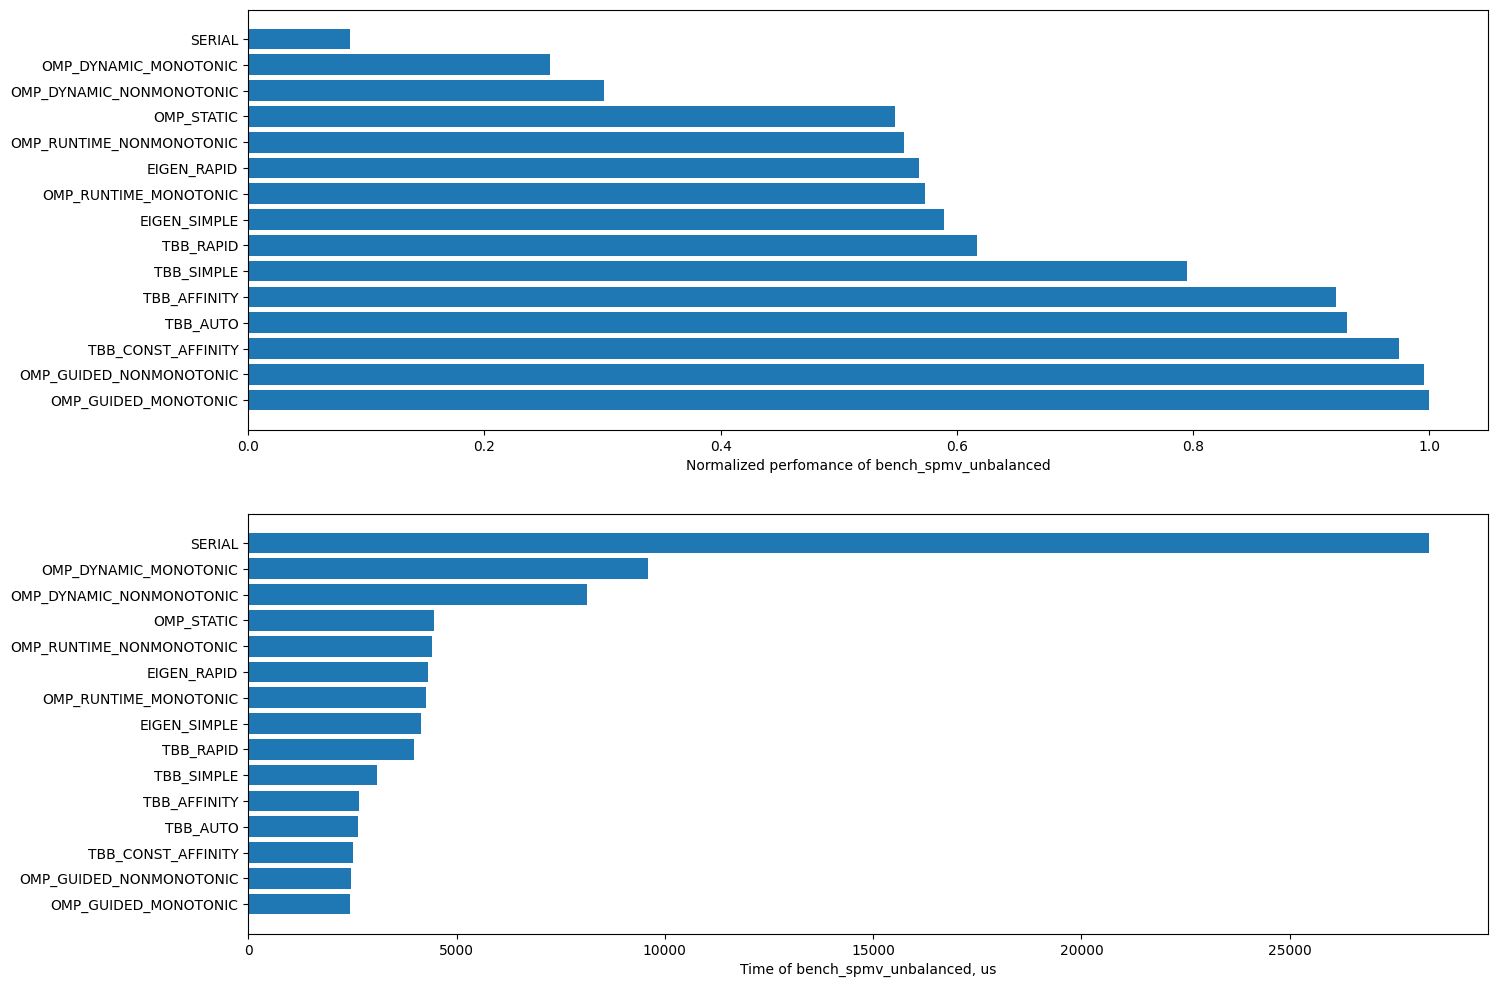 SERIAL
OMP_DYNAMIC_MONOTONIC
OMP_DYNAMIC_NONMONOTONIC
OMP_STATIC
OMP_RUNTIME_NONMONOTONIC
EIGEN_RAPID
OMP_RUNTIME_MONOTONIC
EIGEN_SIMPLE
TBB_RAPID
TBB_SIMPLE
TBB_AFFINITY
TBB_AUTO
TBB_CONST_AFFINITY
OMP_GUIDED_NONMONOTONIC
OMP_GUIDED_MONOTONIC
0.0 0.2 0.4 0.6 0.8 1.0
Normalized perfomance of bench_spmv_unbalanced
SERIAL
OMP_DYNAMIC_MONOTONIC
OMP_DYNAMIC_NONMONOTONIC
OMP_STATIC
OMP_RUNTIME_NONMONOTONIC
EIGEN_RAPID
OMP_RUNTIME_MONOTONIC
EIGEN_SIMPLE
TBB_RAPID
TBB_SIMPLE
TBB_AFFINITY
TBB_AUTO
TBB_CONST_AFFINITY
OMP_GUIDED_NONMONOTONIC
OMP_GUIDED_MONOTONIC
0 5000 10000 15000 20000 25000
Time of bench_spmv_unbalanced, us